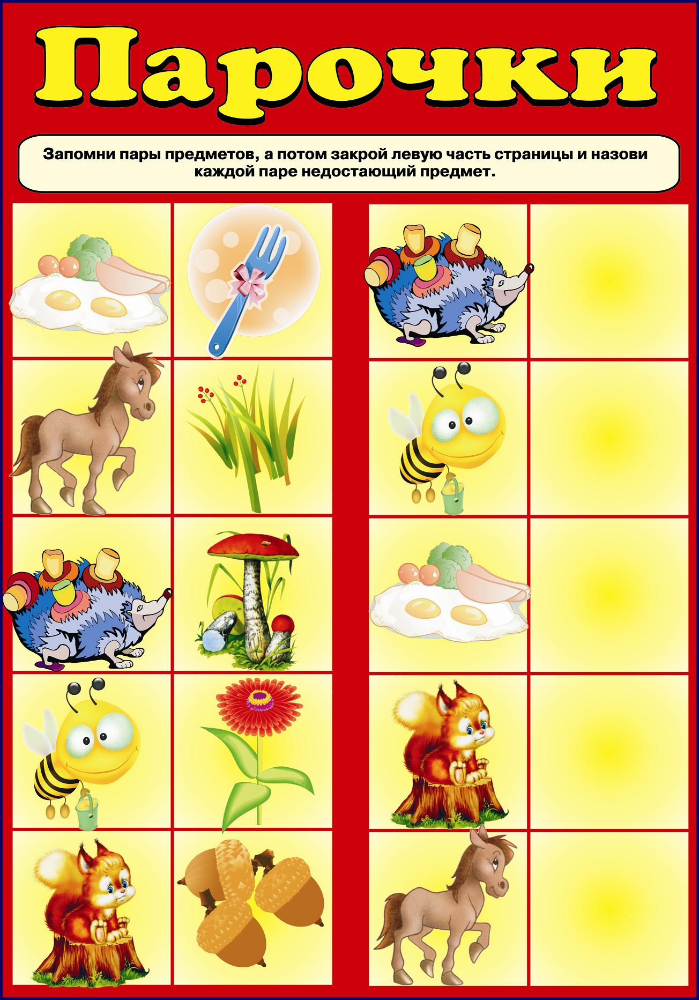 Парочки
Запомни пары предметов, а потом закрой левую часть страницы и назови
каждой паре недостающий предмет.